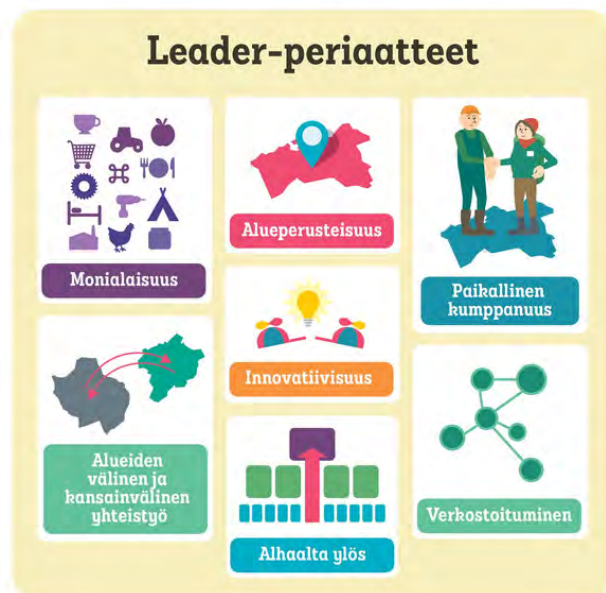 Leader-periaatteet
Monialaisuus
Alueperusteisuus
Paikallinen
kumppanuus
Innovatiivisuus
Alueiden
välinen ja
kansainvälinen
yhteistyö
Alhaalta ylös
Verkostoituminen